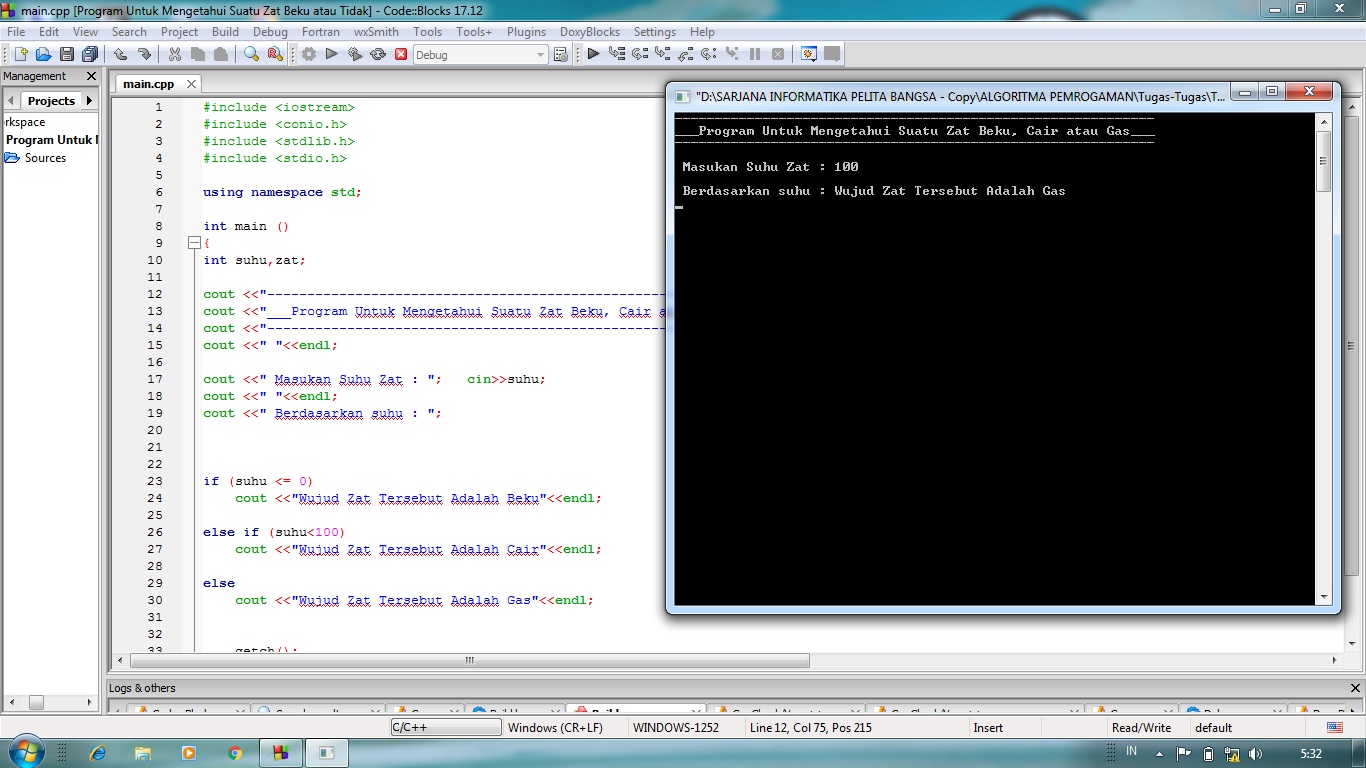 main.cpp [Program Untuk Mengetahui Suatu Zat Beku atau Tidak] - Code::Blocks 17.12
File Edit View Search Project Build Debug Fortran wxSmith Tools Tools+ Plugins DoxyBlocks Settings Help
Debug
Management
Projects
rkspace
Program Untuk
Sources
main.cpp
1 #include <iostream>
2 #include <conio.h>
3 #include <stdlib.h>
4 #include <stdio.h>
5
6 using namespace std;
7
8 int main ()
9 {
10 int suhu,zat;
11
12 cout <<"--------------------------------------------------
13 cout <<"___Program Untuk Mengetahui Suatu Zat Beku, Cair a
14 cout <<"--------------------------------------------------
15 cout <<" "<<endl;
16
17 cout <<" Masukan Suhu Zat : "; cin>>suhu;
18 cout <<" "<<endl;
19 cout <<" Berdasarkan suhu : ";
20
21
22
23 if (suhu <= 0)
24 cout <<"Wujud Zat Tersebut Adalah Beku"<<endl;
25
26 else if (suhu<100)
27 cout <<"Wujud Zat Tersebut Adalah Cair"<<endl;
28
29 else
30 cout <<"Wujud Zat Tersebut Adalah Gas"<<endl;
31
32
33 getch();
"D:\SARJANA INFORMATIKA PELITA BANGSA - Copy\ALGORITMA PEMROGAMAN\Tugas-Tugas\T...
------------------------------------------------------------
___Program Untuk Mengetahui Suatu Zat Beku, Cair atau Gas___
------------------------------------------------------------
Masukan Suhu Zat : 100
Berdasarkan suhu : Wujud Zat Tersebut Adalah Gas
Logs & others
C/C++ Windows (CR+LF) WINDOWS-1252 Line 12, Col 75, Pos 215 Insert Read/Write default
IN 5:32